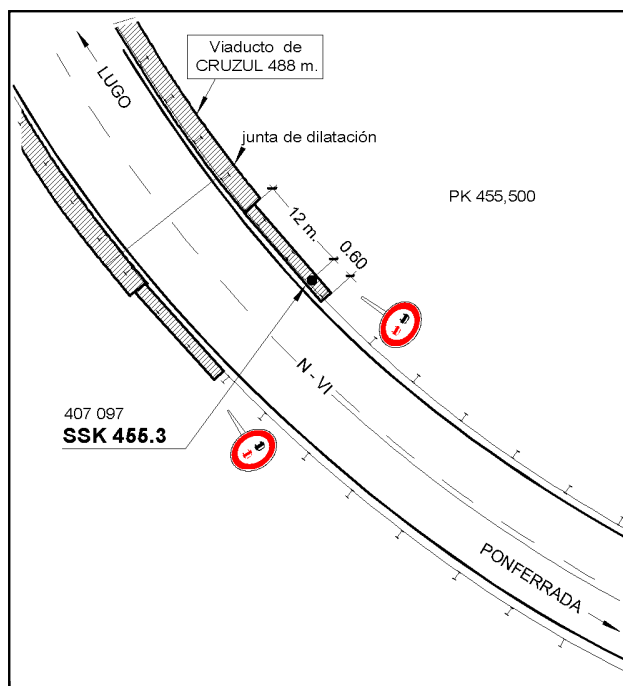 Viaducto de
CRUZUL 488 m.
LUGO
junta de dilatación
PK 455,500
12 m.
0.60
N - VI
407 097
SSK 455.3
PONFERRADA